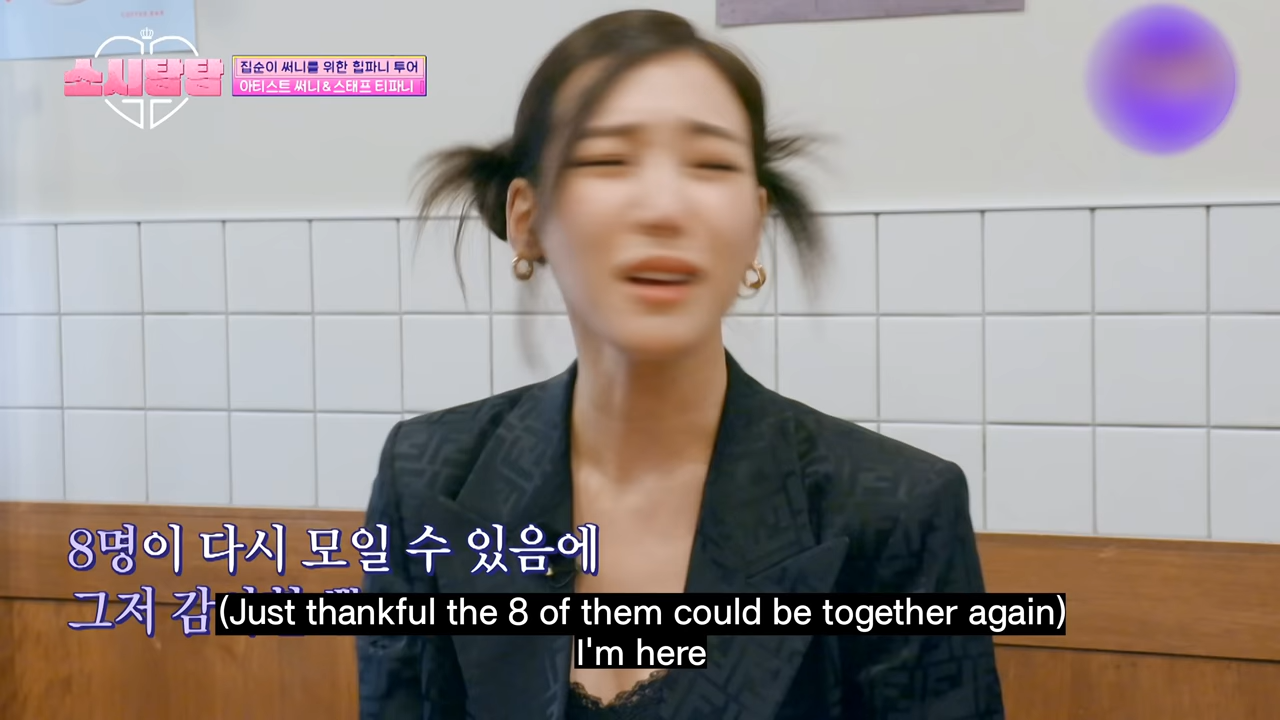 소시탐탐
집순이 써니를 위한 힙파니 투어
아티스트 써니 & 스태프 티파니
8명이 다시 모일 수 있음에
그저 감
(Just thankful the 8 of them could be together again)
I'm here